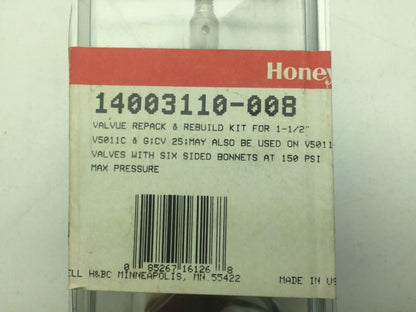 Honey
14003110-008
VALVUE REPACK & REBUILD KIT FOR 1-1/2"
V5011C & G;CV 25;MAY ALSO BE USED ON V5011
VALVES WITH SIX SIDED BONNETS AT 150 PSI
MAX PRESSURE
0 85267 16126 8
ELL H&BC MINNEAPOLIS, MN 55422
MADE IN US